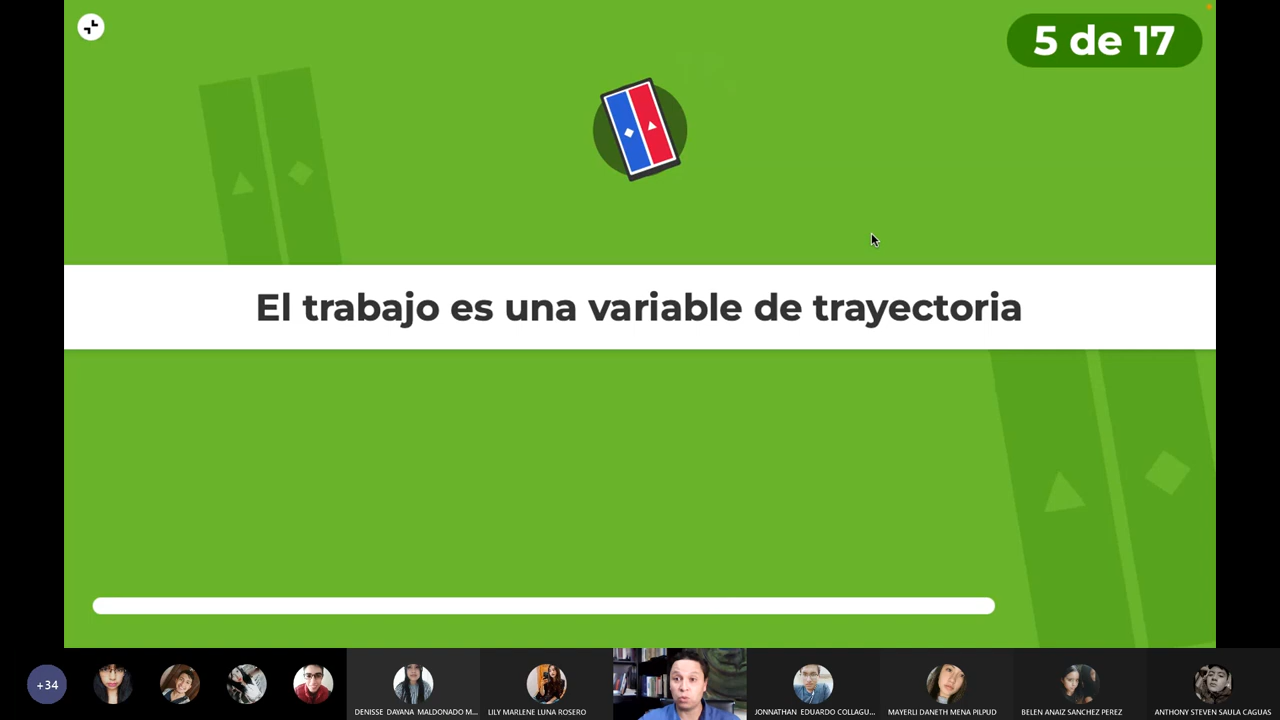 5 de 17
El trabajo es una variable de trayectoria
+34
DENISSE DAYANA MALDONADO M...
LILY MARLENE LUNA ROSERO
JONNATHAN EDUARDO COLLAGU...
MAYERLI DANETH MENA PILPUD
BELEN ANAIZ SANCHEZ PEREZ
ANTHONY STEVEN SAULA CAGUAS